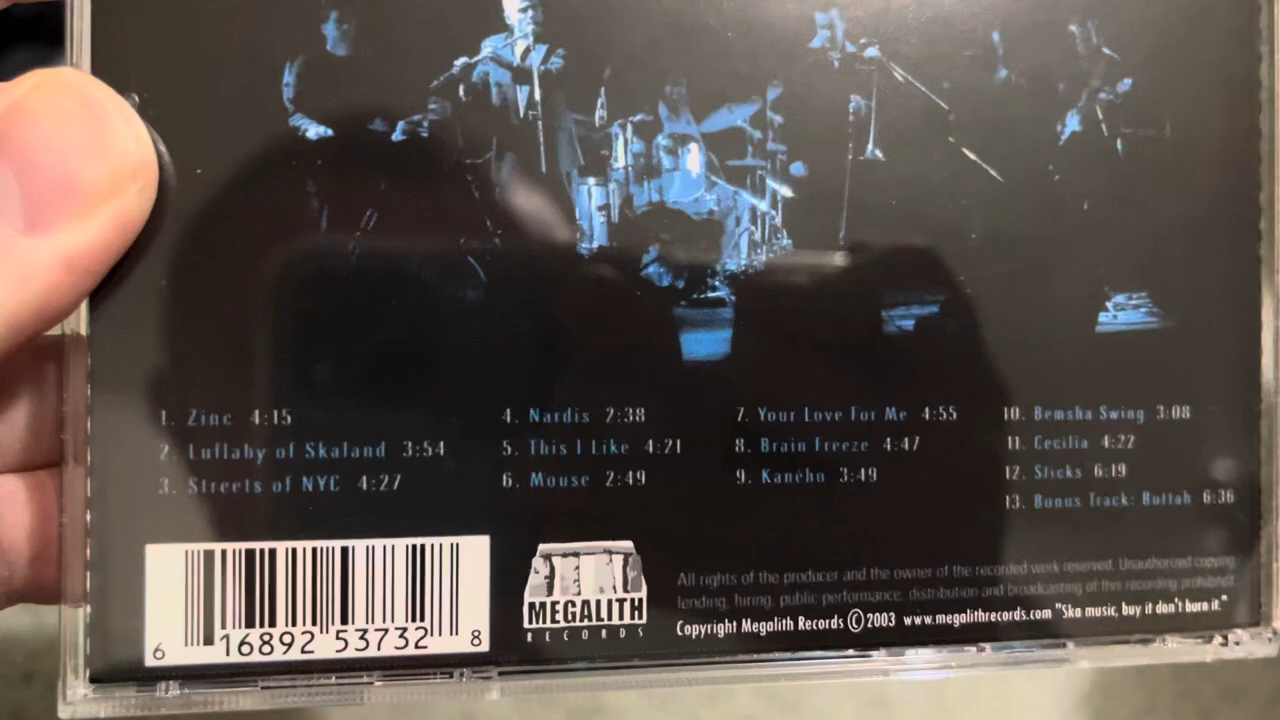 1. Zinc 4:15
2. Lullaby of Skaland 3:54
3. Streets of NYC 4:27
4. Nardis 2:38
5. This I Like 4:21
6. Mouse 2:49
7. Your Love For Me 4:55
8. Brain Freeze 4:47
9. Kaného 3:49
10. Bemsha Swing 3:08
11. Cecilia 4:22
12. Sticks 6:19
13. Bonus Track: Buttah 6:36
6 16892 53732 8
MEGALITH
RECORDS
All rights of the producer and the owner of the recorded work reserved. Unauthorized copying,
lending, hiring, public performance, distribution and broadcasting of this recording prohibited.
Copyright Megalith Records ©2003 www.megalithrecords.com "Ska music, buy it don't burn it."